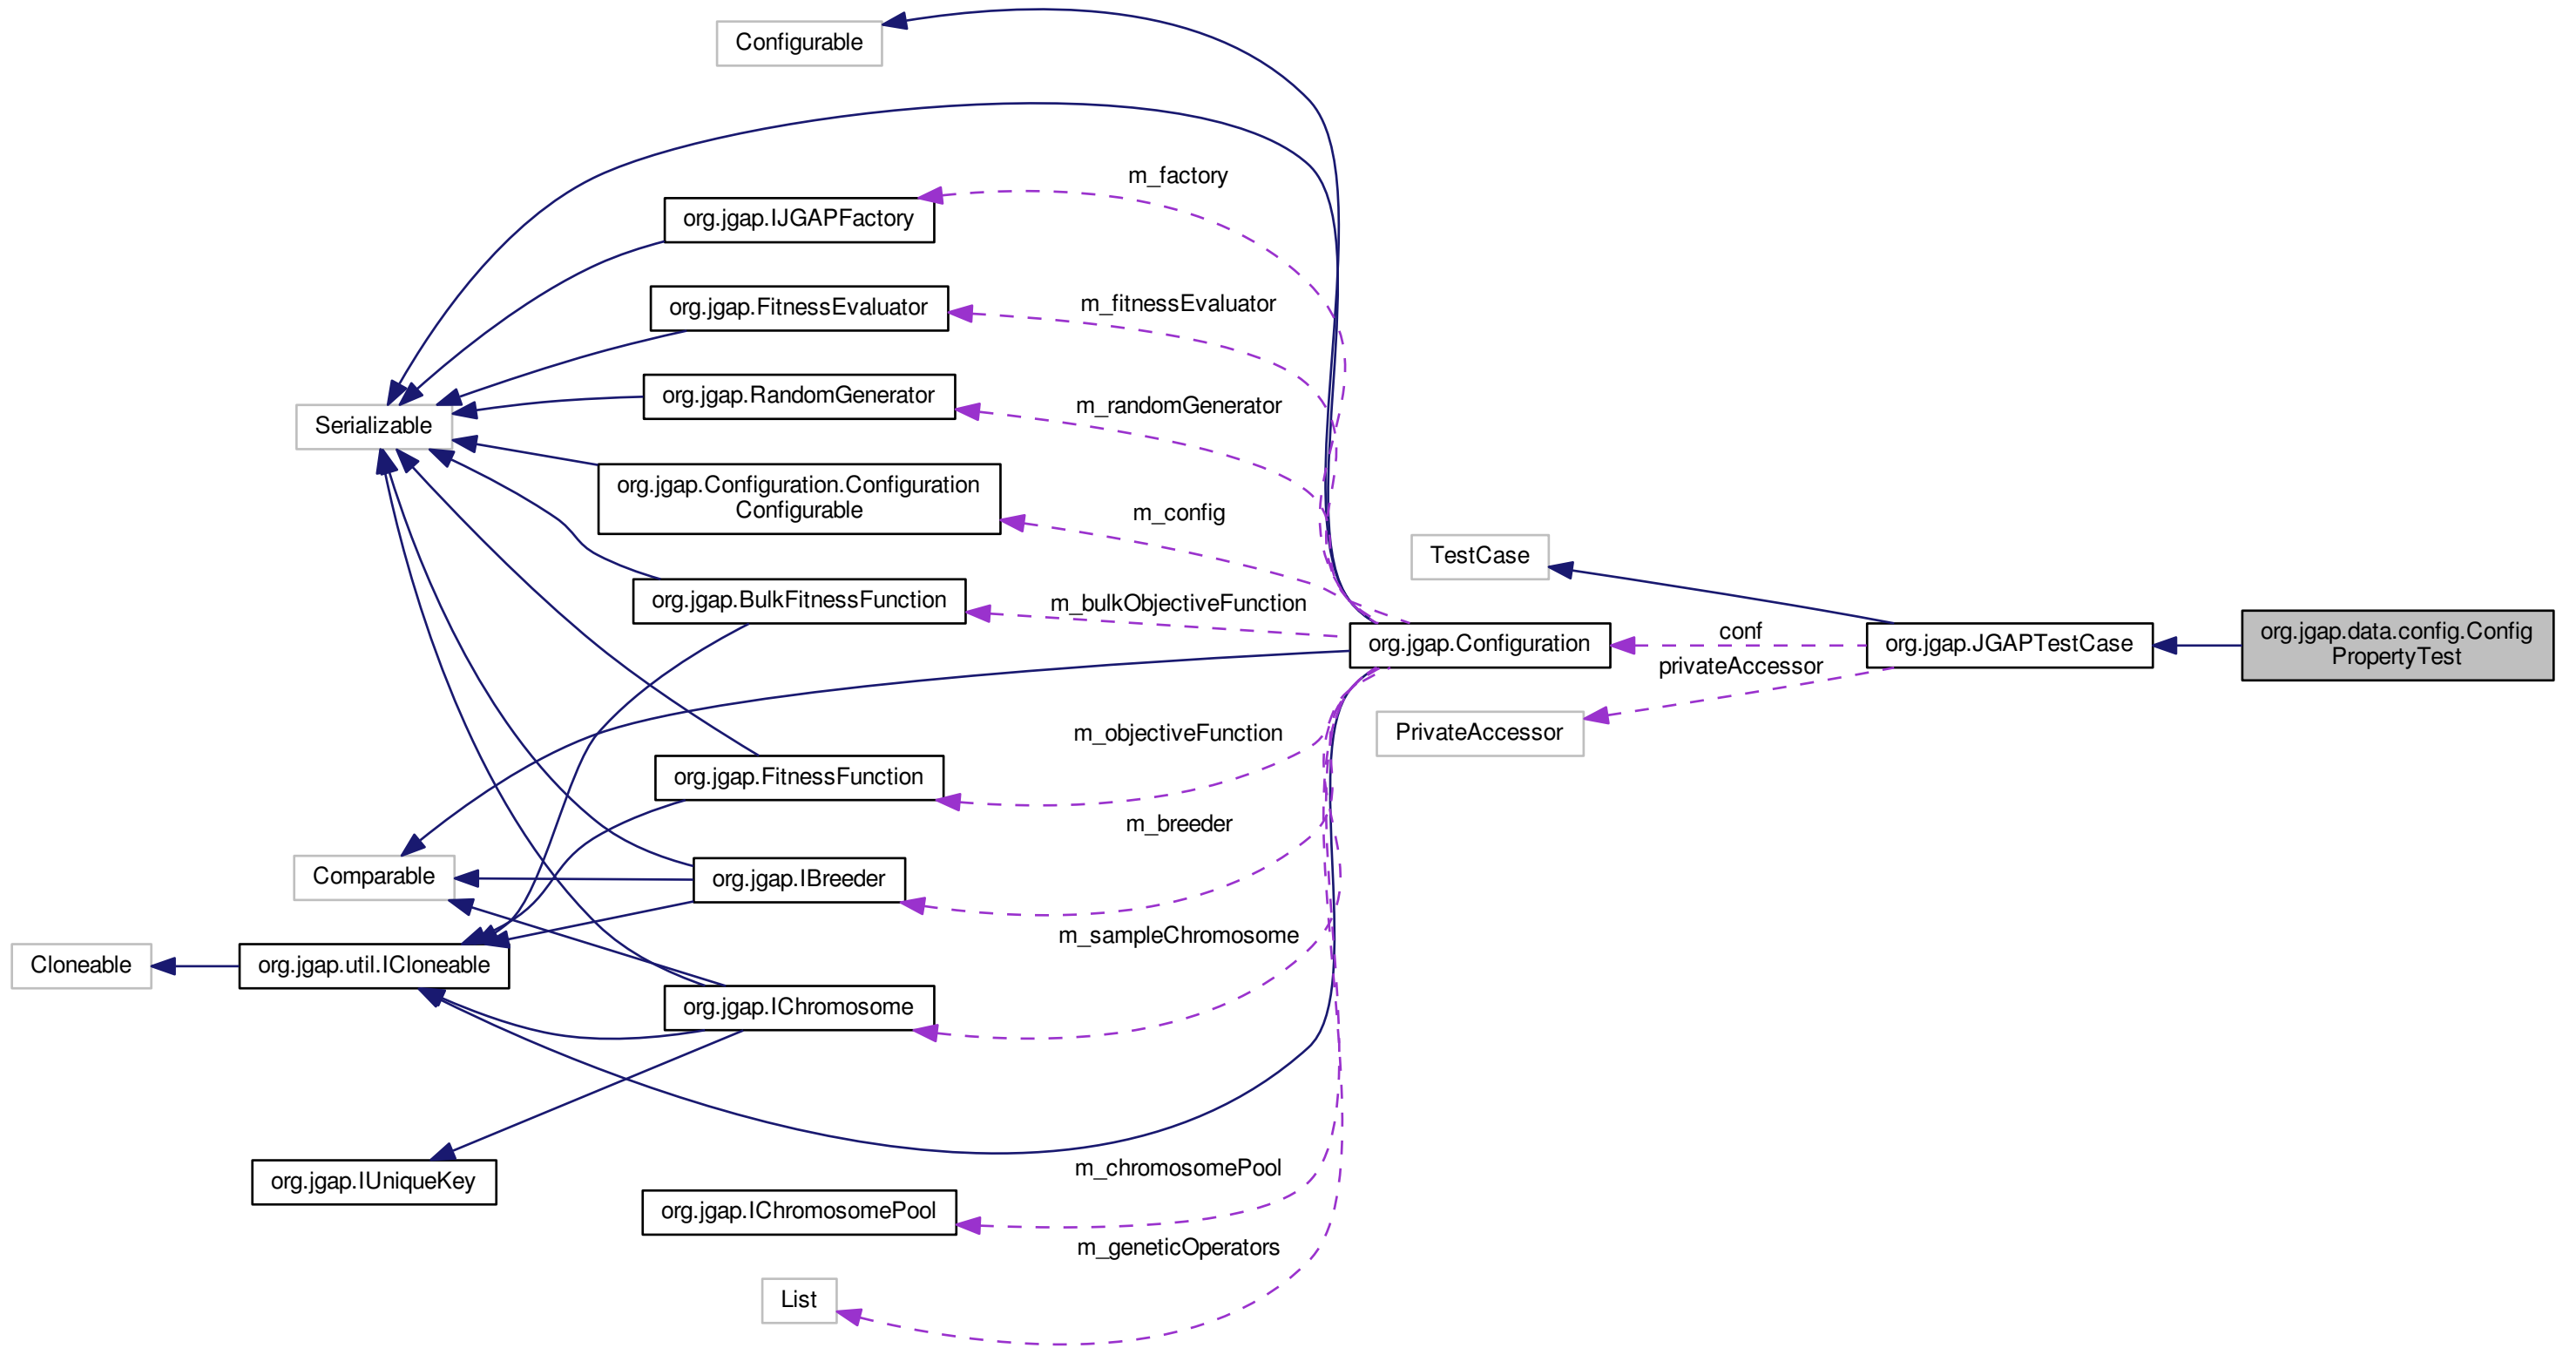 Configurable
m_factory
org.jgap.IJGAPFactory
m_fitnessEvaluator
org.jgap.FitnessEvaluator
m_randomGenerator
org.jgap.RandomGenerator
Serializable
m_config
org.jgap.Configuration.Configuration
Configurable
TestCase
m_bulkObjectiveFunction
org.jgap.BulkFitnessFunction
org.jgap.Configuration
conf
org.jgap.JGAPTestCase
org.jgap.data.config.Config
PropertyTest
privateAccessor
PrivateAccessor
m_objectiveFunction
org.jgap.FitnessFunction
m_breeder
Comparable
org.jgap.IBreeder
m_sampleChromosome
Cloneable
org.jgap.util.ICloneable
org.jgap.IChromosome
m_chromosomePool
org.jgap.IUniqueKey
org.jgap.IChromosomePool
m_geneticOperators
List